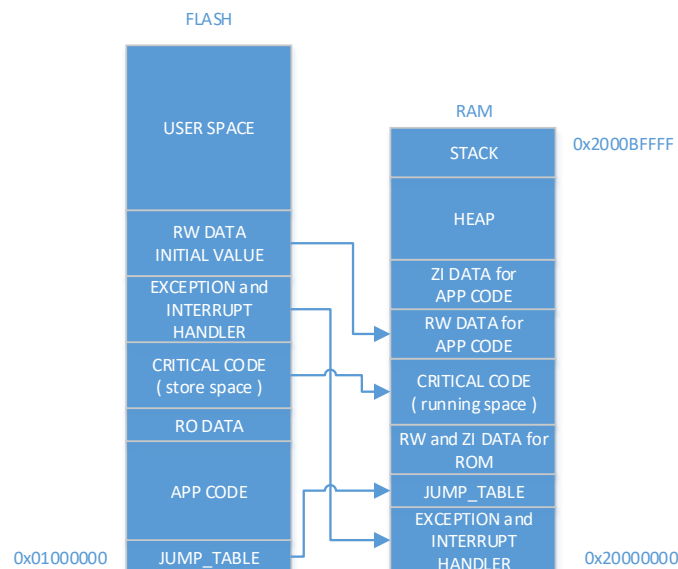 FLASH
USER SPACE
RW DATA
INITIAL VALUE
EXCEPTION and
INTERRUPT
HANDLER
CRITICAL CODE
( store space )
RO DATA
APP CODE
JUMP_TABLE
0x01000000
RAM
STACK
0x2000BFFFF
HEAP
ZI DATA for
APP CODE
RW DATA for
APP CODE
CRITICAL CODE
( running space )
RW and ZI DATA for
ROM
JUMP_TABLE
EXCEPTION and
INTERRUPT
HANDLER
0x20000000